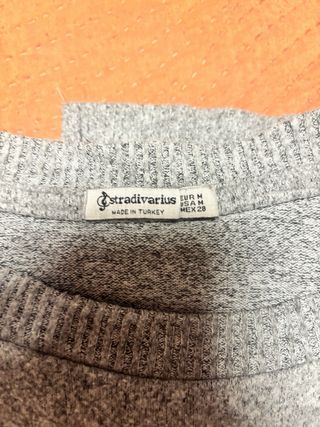 stradivarius
MADE IN TURKEY
EUR M
USA M
MEX 28